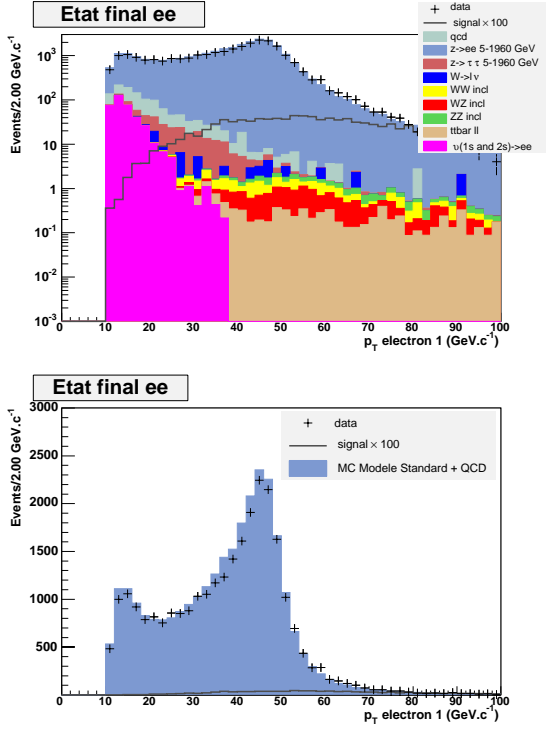 Etat final ee
Events/2.00 GeV.c⁻¹
10³
10²
10
1
10⁻¹
10⁻²
10⁻³
0 10 20 30 40 50 60 70 80 90 100
p_T electron 1 (GeV.c⁻¹)
data
signal × 100
qcd
z->ee 5-1960 GeV
z->τ τ 5-1960 GeV
W->l ν
WW incl
WZ incl
ZZ incl
ttbar ll
υ(1s and 2s)->ee
Etat final ee
Events/2.00 GeV.c⁻¹
3000
2500
2000
1500
1000
500
0 10 20 30 40 50 60 70 80 90 100
p_T electron 1 (GeV.c⁻¹)
data
signal × 100
MC Modele Standard + QCD